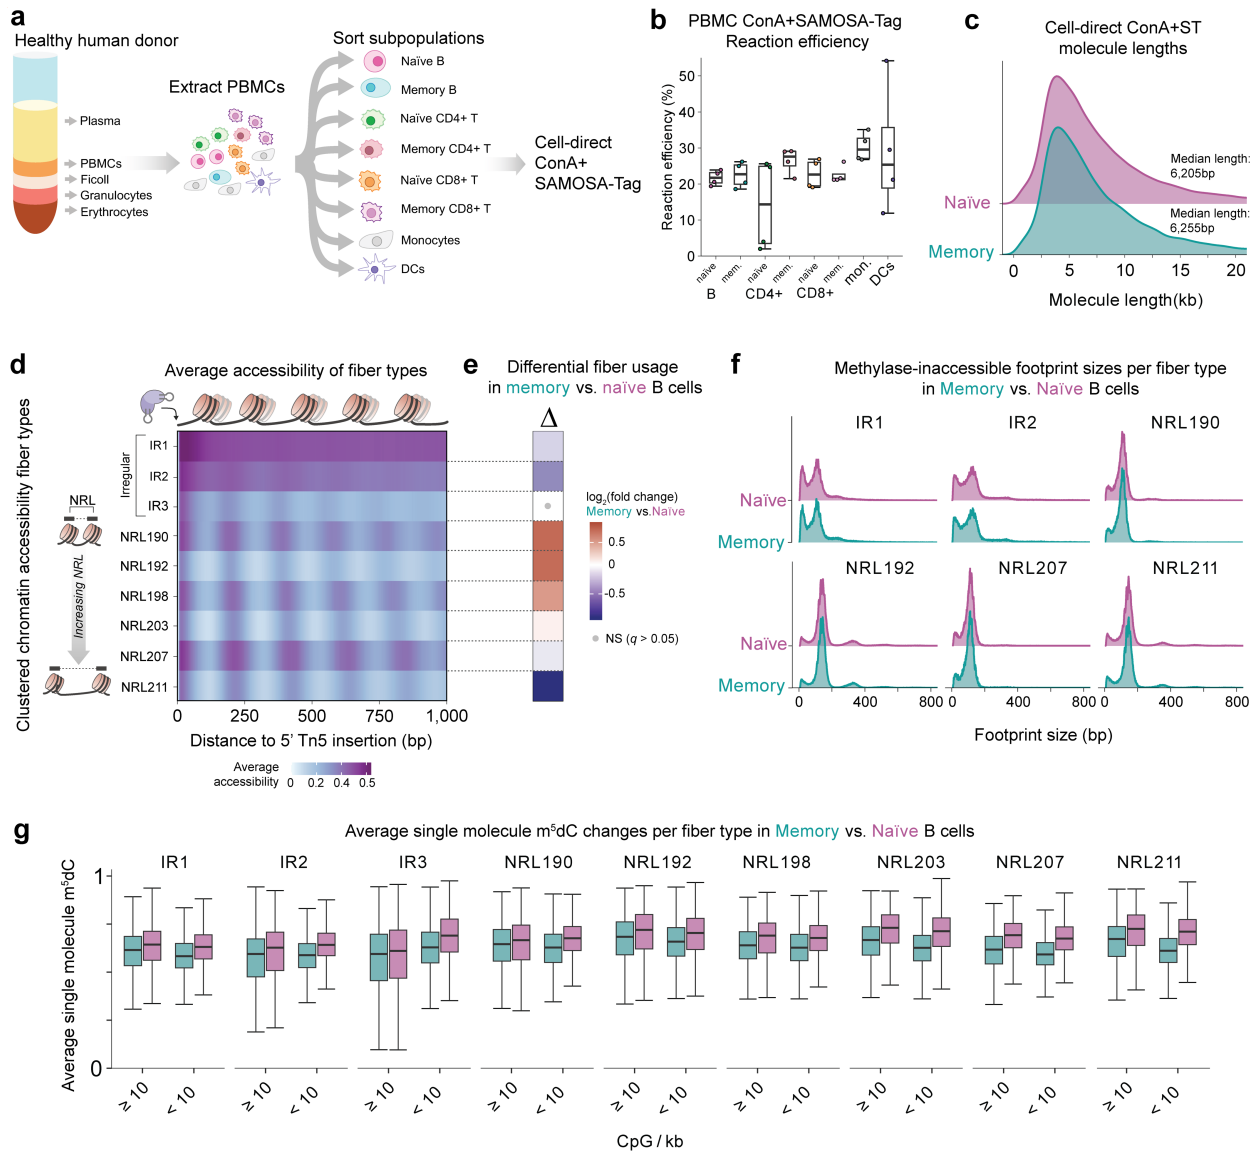 a
Healthy human donor
Plasma
PBMCs
Ficoll
Granulocytes
Erythrocytes
Extract PBMCs
Sort subpopulations
Naïve B
Memory B
Naïve CD4+ T
Memory CD4+ T
Naïve CD8+ T
Memory CD8+ T
Monocytes
DCs
Cell-direct
ConA+
SAMOSA-Tag
b
PBMC ConA+SAMOSA-Tag
Reaction efficiency
Reaction efficiency (%)
50
40
30
20
10
0
naïve
mem.
naïve
mem.
naïve
mem.
mon.
DCs
B
CD4+
CD8+
c
Cell-direct ConA+ST
molecule lengths
Median length:
6,205bp
Naïve
Median length:
6,255bp
Memory
0
5
10
15
20
Molecule length(kb)
d
Average accessibility of fiber types
Clustered chromatin accessibility fiber types
NRL
Increasing NRL
Irregular
IR1
IR2
IR3
NRL190
NRL192
NRL198
NRL203
NRL207
NRL211
0
250
500
750
1,000
Distance to 5’ Tn5 insertion (bp)
Average
accessibility
0
0.2
0.4
0.5
e
Differential fiber usage
in memory vs. naïve B cells
Δ
log2(fold change)
Memory vs.Naïve
0.5
0
-0.5
NS (q > 0.05)
f
Methylase-inaccessible footprint sizes per fiber type
in Memory vs. Naïve B cells
IR1
IR2
NRL190
Naïve
Memory
NRL192
NRL207
NRL211
Naïve
Memory
0
400
800
0
400
800
0
400
800
Footprint size (bp)
g
Average single molecule m5dC changes per fiber type in Memory vs. Naïve B cells
Average single molecule m5dC
1
0
IR1
IR2
IR3
NRL190
NRL192
NRL198
NRL203
NRL207
NRL211
≥ 10
< 10
≥ 10
< 10
≥ 10
< 10
≥ 10
< 10
≥ 10
< 10
≥ 10
< 10
≥ 10
< 10
≥ 10
< 10
≥ 10
< 10
CpG / kb